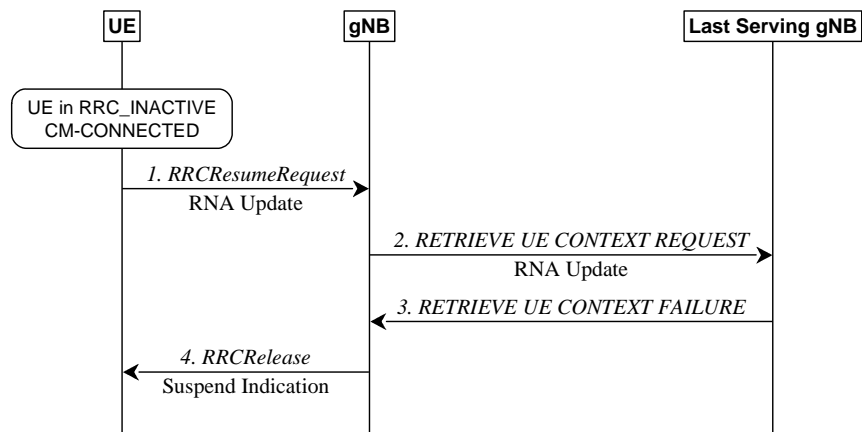 UE
gNB
Last Serving gNB
UE in RRC_INACTIVE
CM-CONNECTED
1. RRCResumeRequest
RNA Update
2. RETRIEVE UE CONTEXT REQUEST
RNA Update
3. RETRIEVE UE CONTEXT FAILURE
4. RRCRelease
Suspend Indication